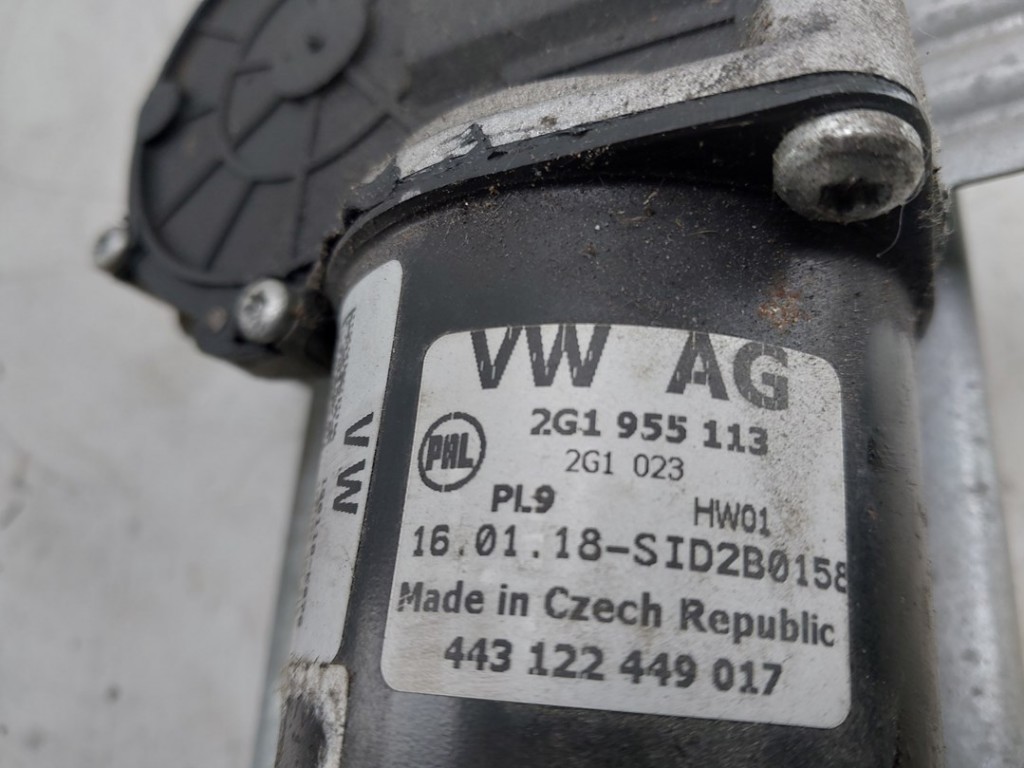 VW AG
2G1 955 113
PAL
2G1 023
PL9 HW01
16.01.18-SID2B0158
Made in Czech Republic
443 122 449 017
VW